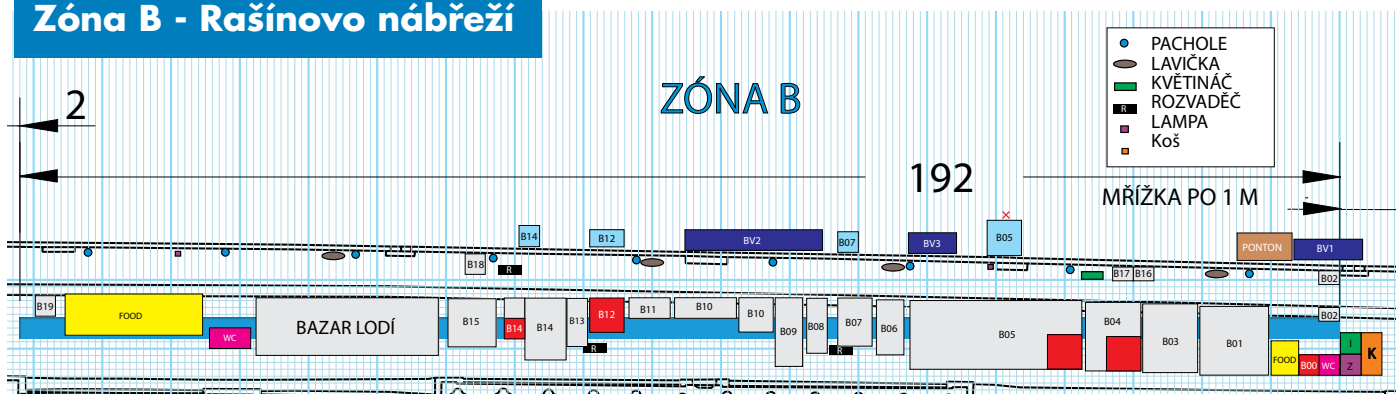 Zóna B - Rašínovo nábřeží
PACHOLE
LAVIČKA
KVĚTINÁČ
R ROZVADĚČ
LAMPA
Koš
ZÓNA B
2
192
MŘÍŽKA PO 1 M
B14
B12
BV2
B07
BV3
B05
PONTON
BV1
B18
R
B17
B16
B02
B19
FOOD
WC
BAZAR LODÍ
B15
B14
B14
B13
B12
R
B11
B10
B10
B09
B08
B07
R
B06
B05
B04
B03
B01
FOOD
B00
WC
B02
I
Z
K